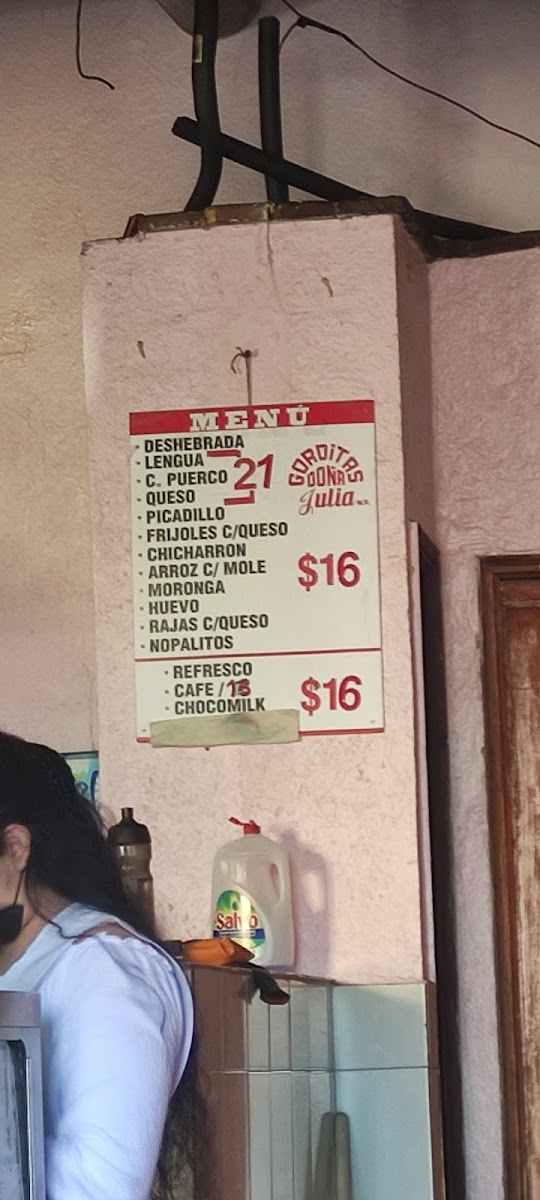 MENÚ
· DESHEBRADA
· LENGUA
· C. PUERCO
21
· QUESO
· PICADILLO
· FRIJOLES C/QUESO
· CHICHARRON
· ARROZ C/ MOLE
· MORONGA
· HUEVO
· RAJAS C/QUESO
· NOPALITOS
GORDITAS
DOÑA
Julia
$16
· REFRESCO
· CAFE /
· CHOCOMILK
$16
Salvo